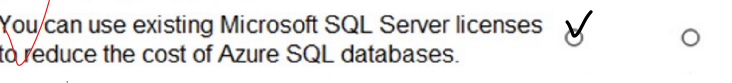 You can use existing Microsoft SQL Server licenses
to reduce the cost of Azure SQL databases.